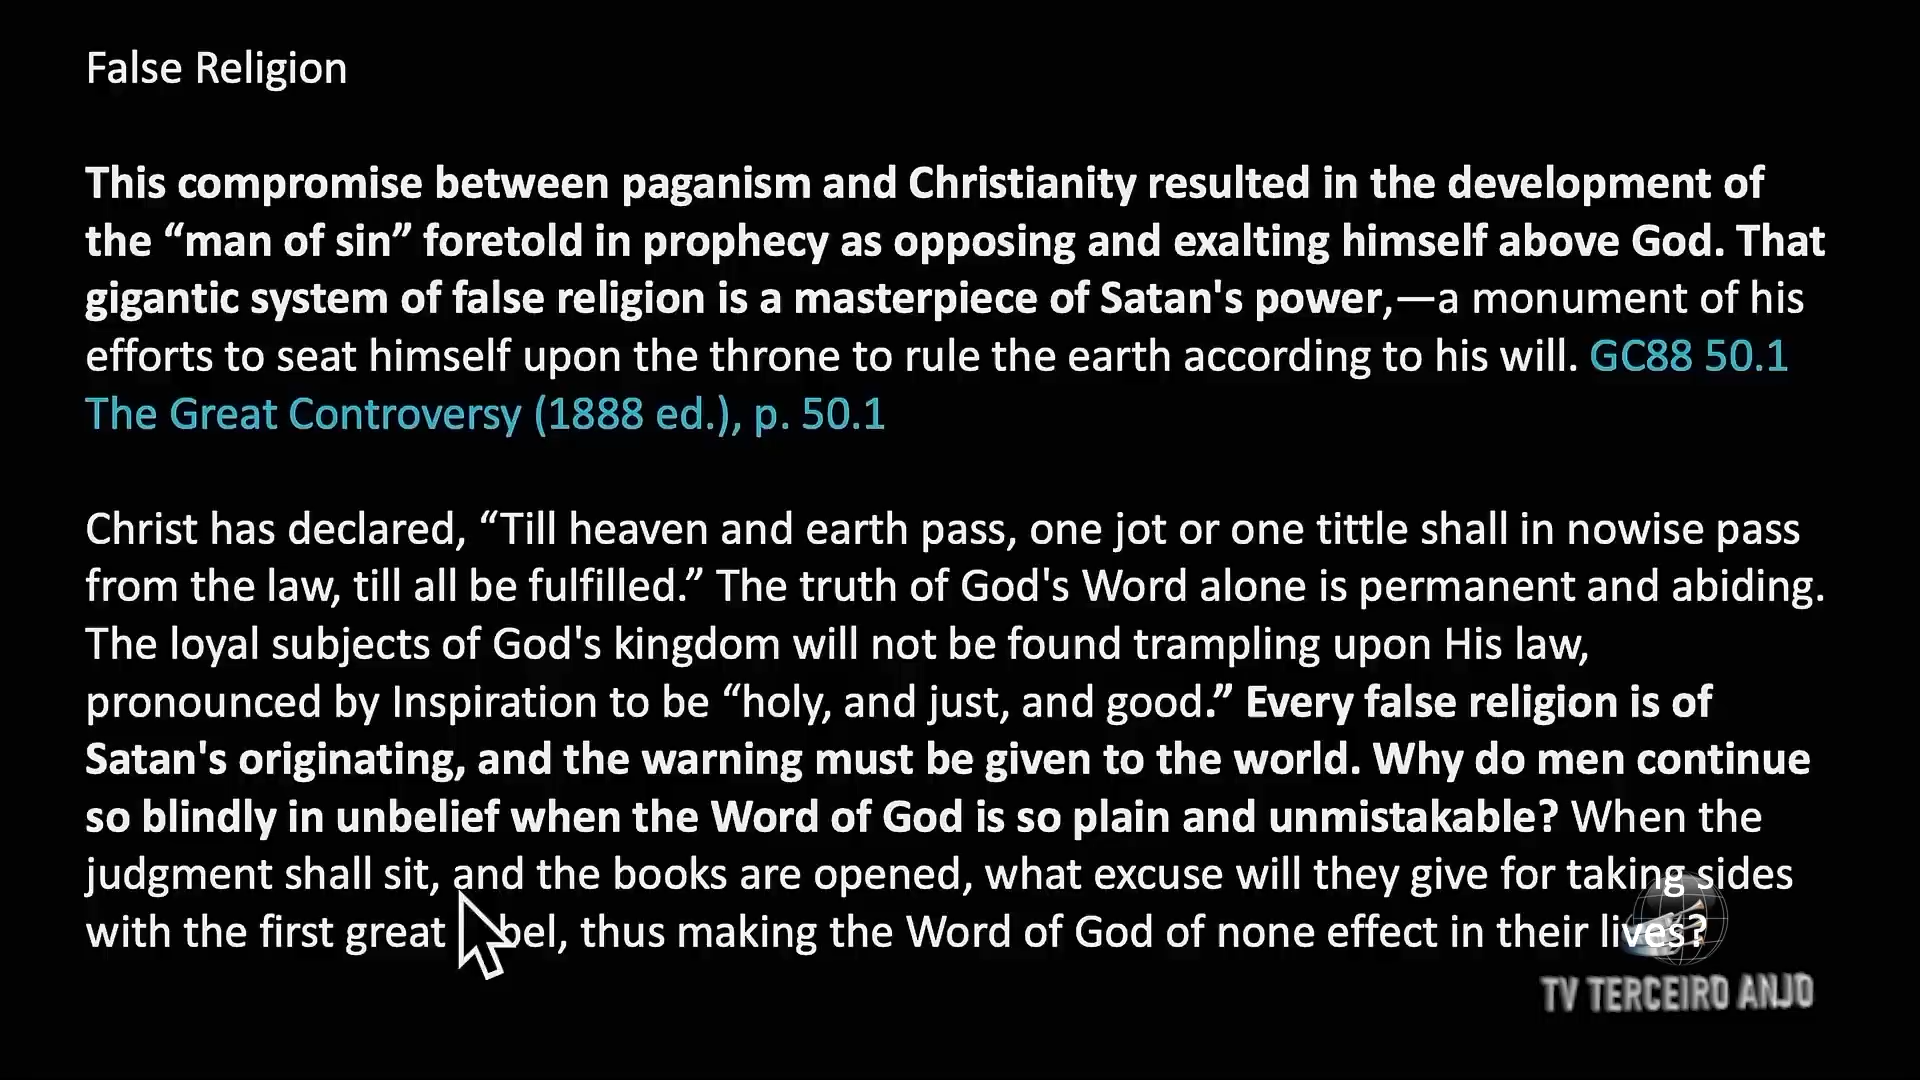 False Religion
This compromise between paganism and Christianity resulted in the development of
the “man of sin” foretold in prophecy as opposing and exalting himself above God. That
gigantic system of false religion is a masterpiece of Satan's power,—a monument of his
efforts to seat himself upon the throne to rule the earth according to his will. GC88 50.1
The Great Controversy (1888 ed.), p. 50.1
Christ has declared, “Till heaven and earth pass, one jot or one tittle shall in nowise pass
from the law, till all be fulfilled.” The truth of God's Word alone is permanent and abiding.
The loyal subjects of God's kingdom will not be found trampling upon His law,
pronounced by Inspiration to be “holy, and just, and good.” Every false religion is of
Satan's originating, and the warning must be given to the world. Why do men continue
so blindly in unbelief when the Word of God is so plain and unmistakable? When the
judgment shall sit, and the books are opened, what excuse will they give for taking sides
with the first great bel, thus making the Word of God of none effect in their lives?
TV TERCEIRO ANJO